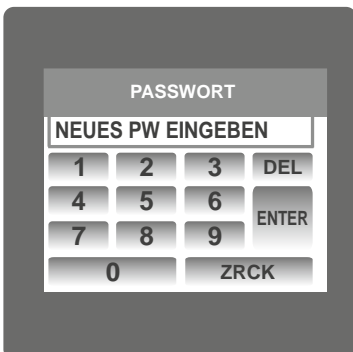 PASSWORT
NEUES PW EINGEBEN
1 2 3 DEL
4 5 6 ENTER
7 8 9
0 ZRCK